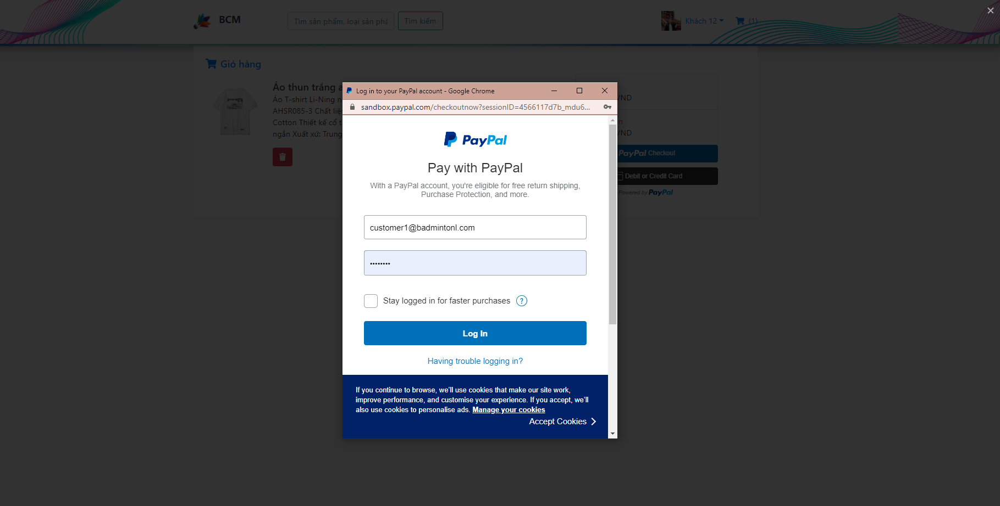 BCM
Tìm sản phẩm, loại sản phẩ
Tìm kiếm
Khách 12
(1)
Giỏ hàng
Áo thun trắng
Áo T-shirt Li-Ning
AHSR085-3 Chất
Cotton Thiết kế cổ
ngắn Xuất xứ: Trung
VND
VND
PayPal Checkout
Debit or Credit Card
Powered by PayPal
Log in to your PayPal account - Google Chrome
sandbox.paypal.com/checkoutnow?sessionID=4566117d7b_mdu6...
PayPal
Pay with PayPal
With a PayPal account, you're eligible for free return shipping,
Purchase Protection, and more.
customer1@badmintonl.com
••••••••
Stay logged in for faster purchases ?
Log In
Having trouble logging in?
If you continue to browse, we'll use cookies that make our site work,
improve performance, and customise your experience. If you accept, we'll
also use cookies to personalise ads. Manage your cookies
Accept Cookies